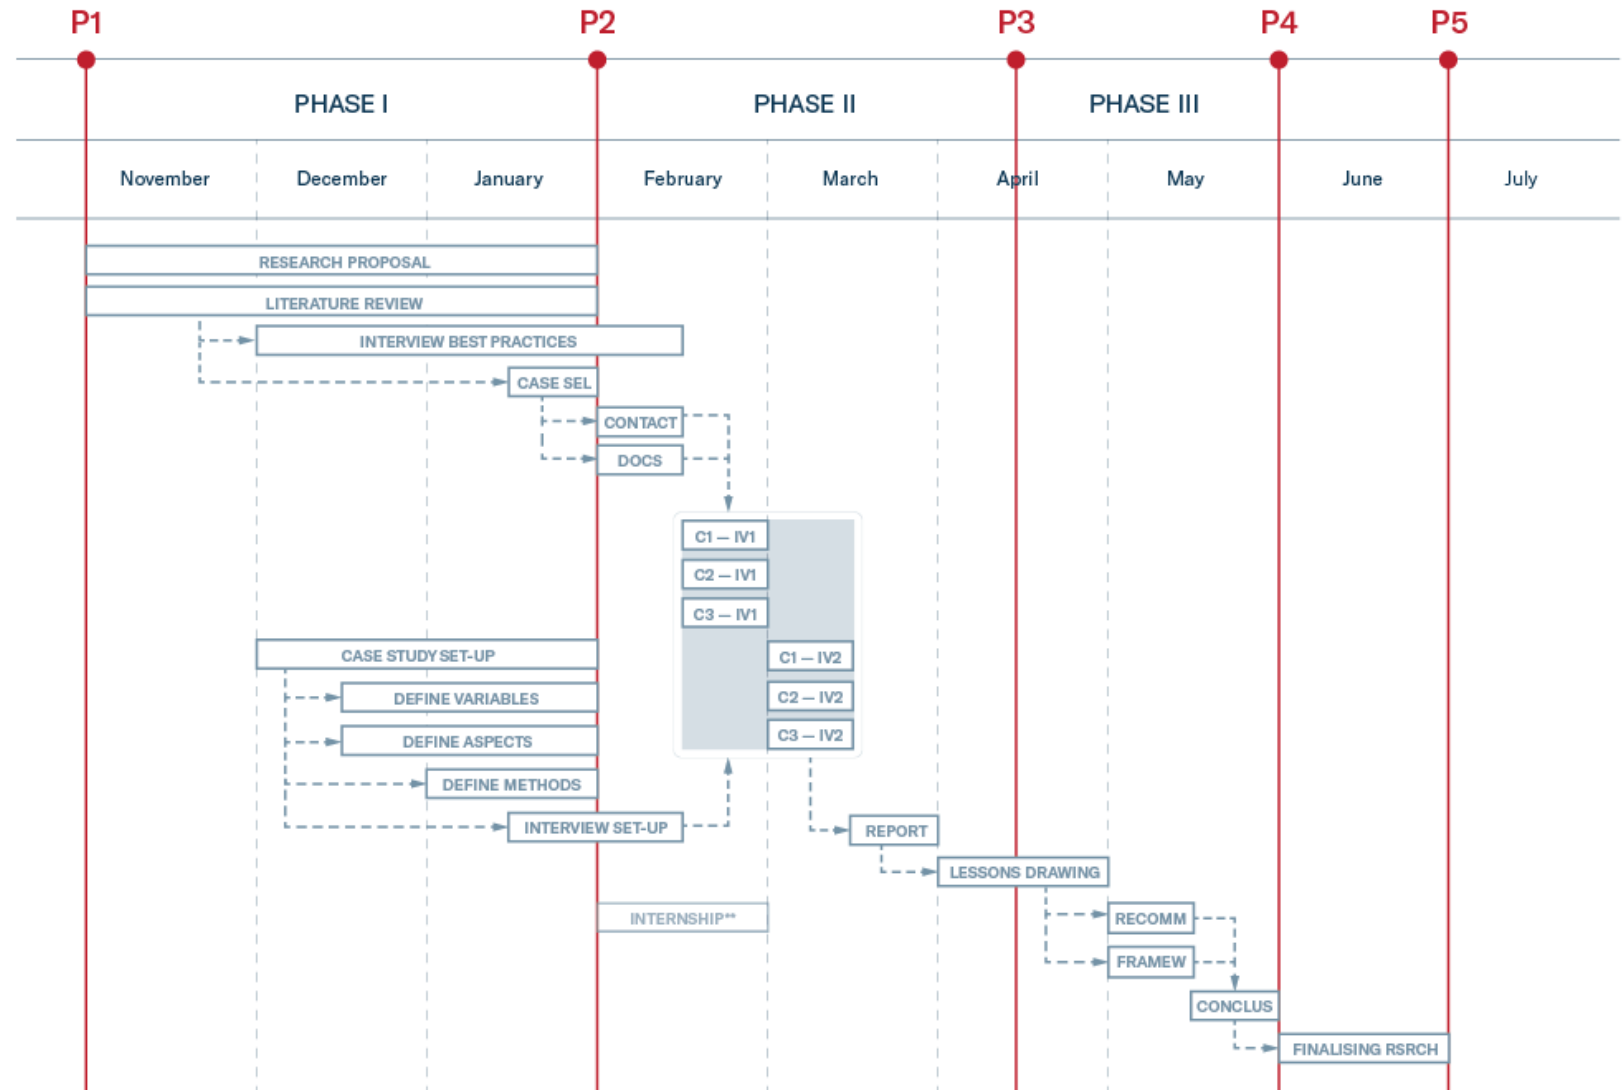 P1 P2 P3 P4 P5
PHASE I PHASE II PHASE III
November December January February March April May June July
RESEARCH PROPOSAL
LITERATURE REVIEW
INTERVIEW BEST PRACTICES
CASE SEL
CONTACT
DOCS
C1 — IV1
C2 — IV1
C3 — IV1
CASE STUDY SET-UP
C1 — IV2
DEFINE VARIABLES
C2 — IV2
DEFINE ASPECTS
C3 — IV2
DEFINE METHODS
INTERVIEW SET-UP
REPORT
LESSONS DRAWING
INTERNSHIP**
RECOMM
FRAMEW
CONCLUS
FINALISING RSRCH